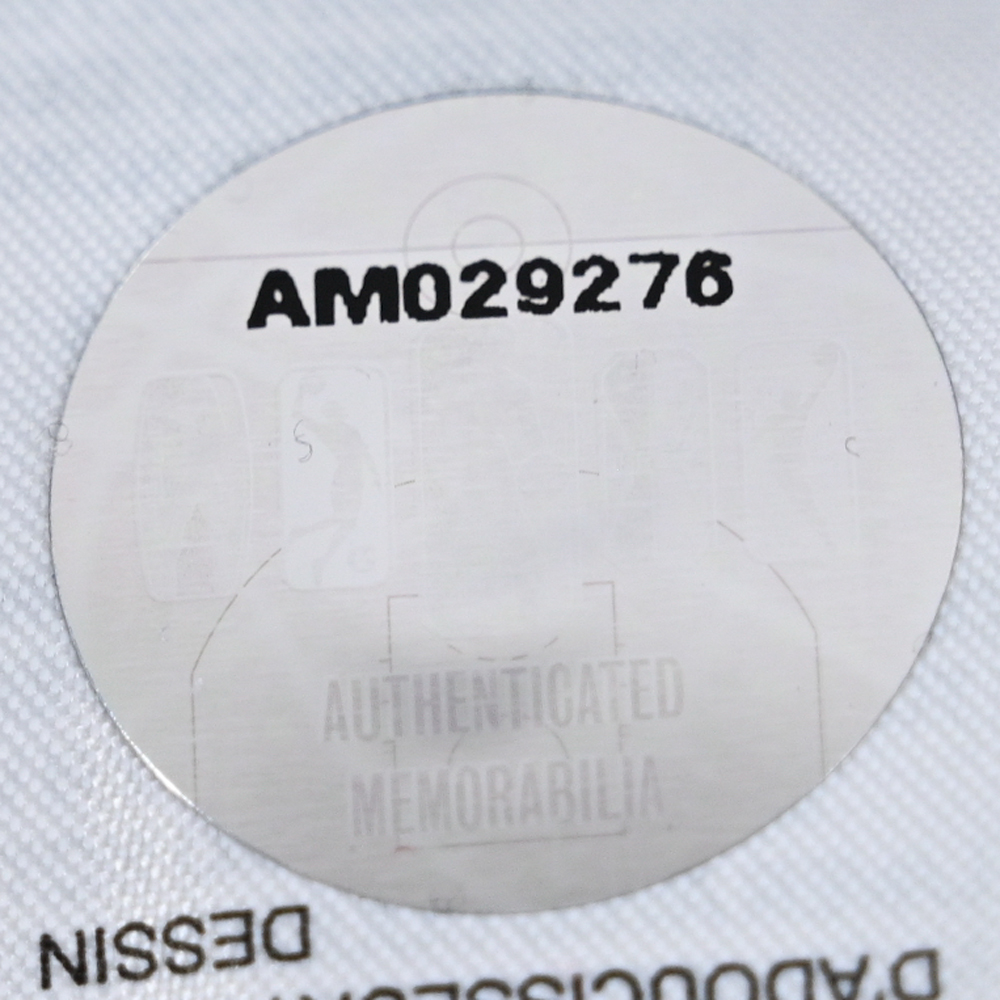 AM029276
AUTHENTICATED
MEMORABILIA
DESSIN